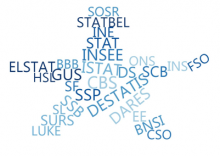 SOSR
STATBEL
INE
STAT
INSEE
ONS
INS
FSO
ELSTAT
BBB
ISTAT
DS
SCB
HSL
GUS
CBS
SF
SSP
DESTATIS
SSB
SL
SURS
DARES
EE
LUKE
BNSI
CSO